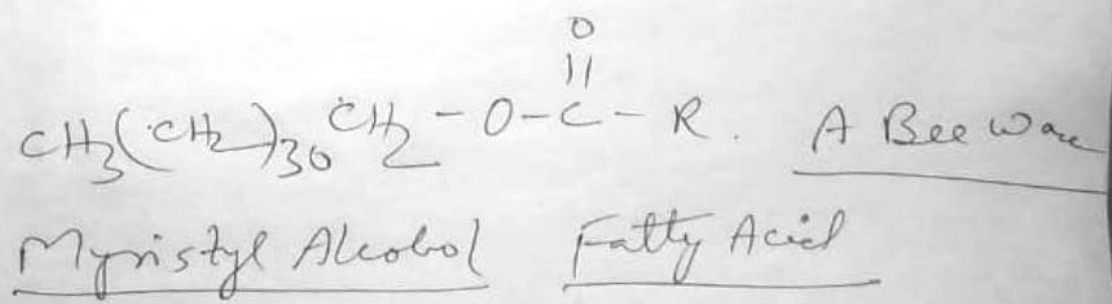 O
||
CH₃(CH₂)₃₀CH₂-O-C-R. A Bee Wax
Myristyl Alcohol Fatty Acid